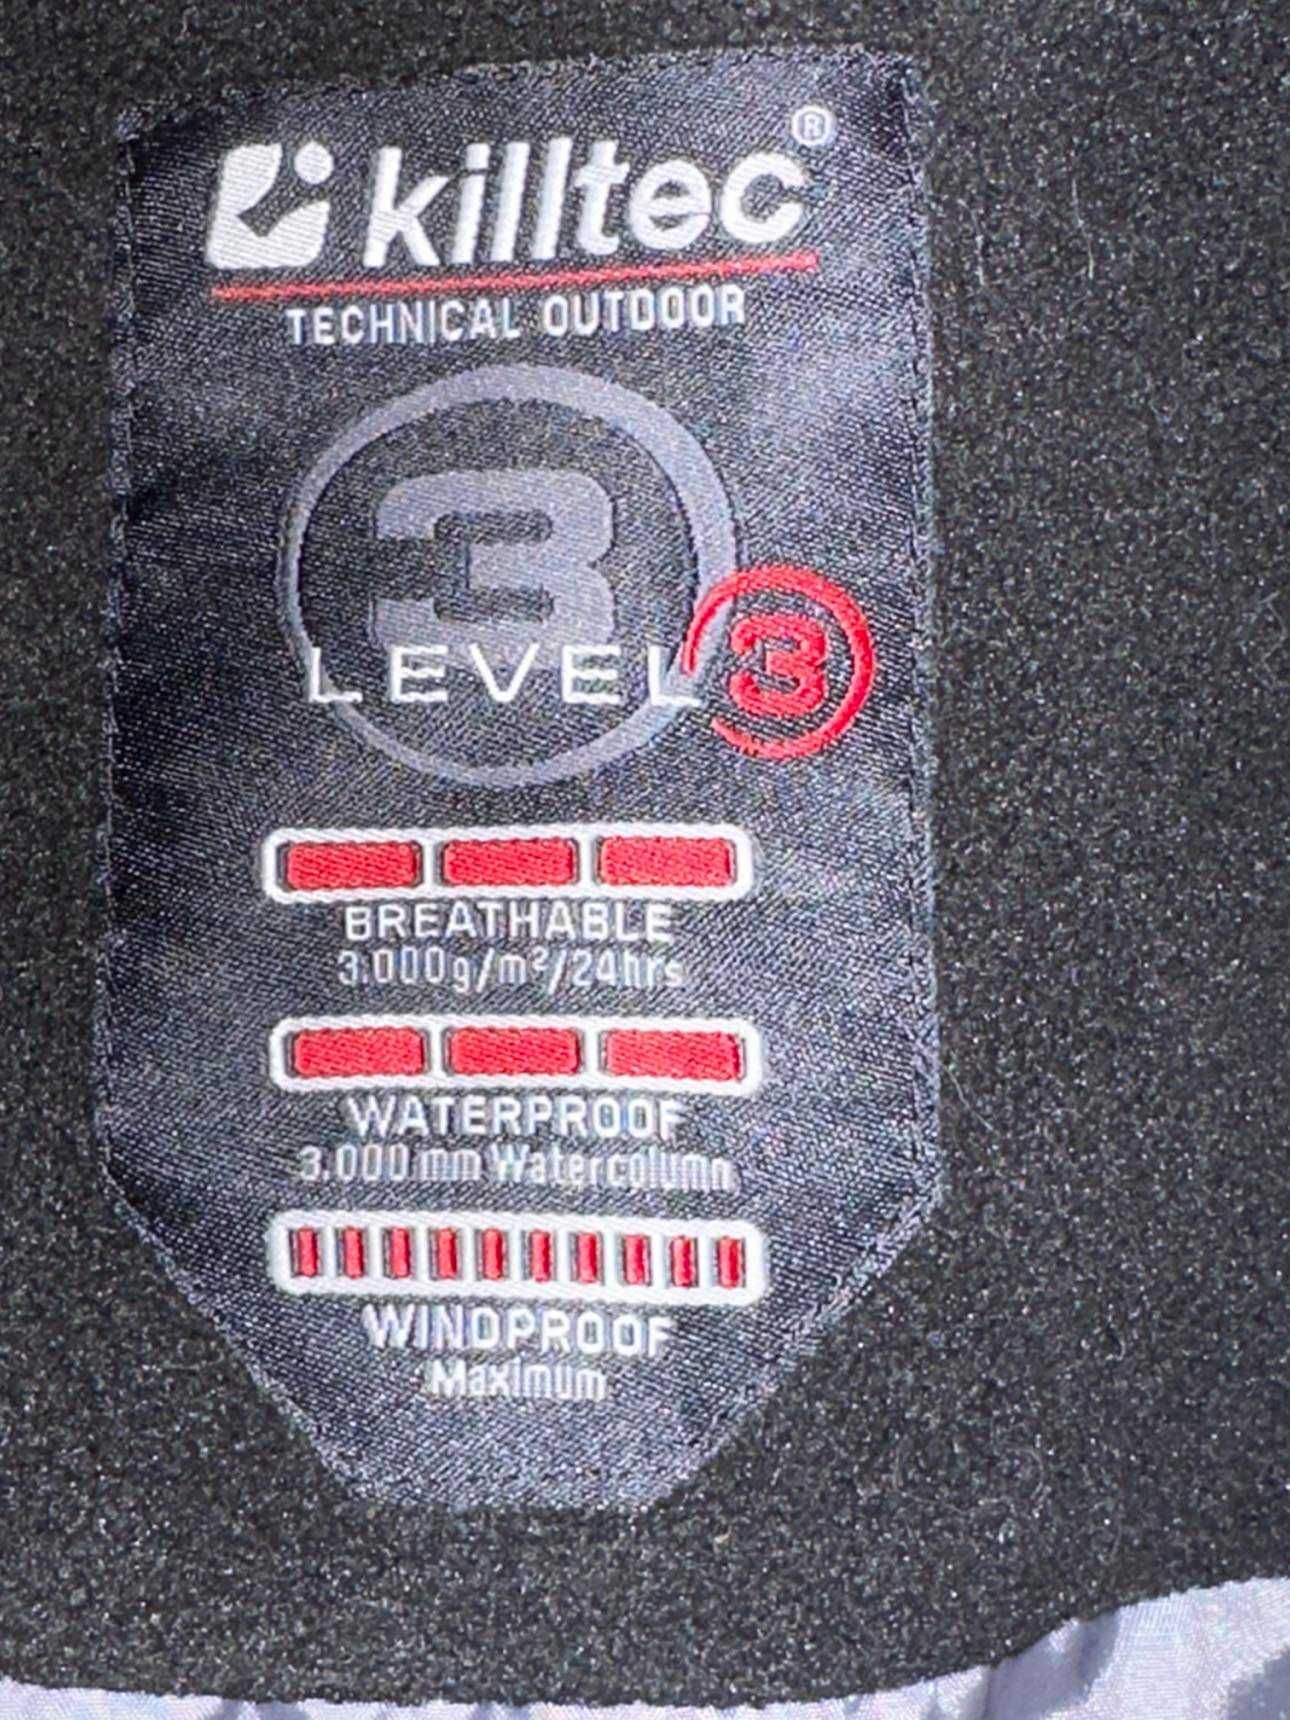 killtec®
TECHNICAL OUTDOOR
3
LEVEL 3
BREATHABLE
3.000g/m²/24hrs
WATERPROOF
3.000 mm Watercolumn
WINDPROOF
Maximum